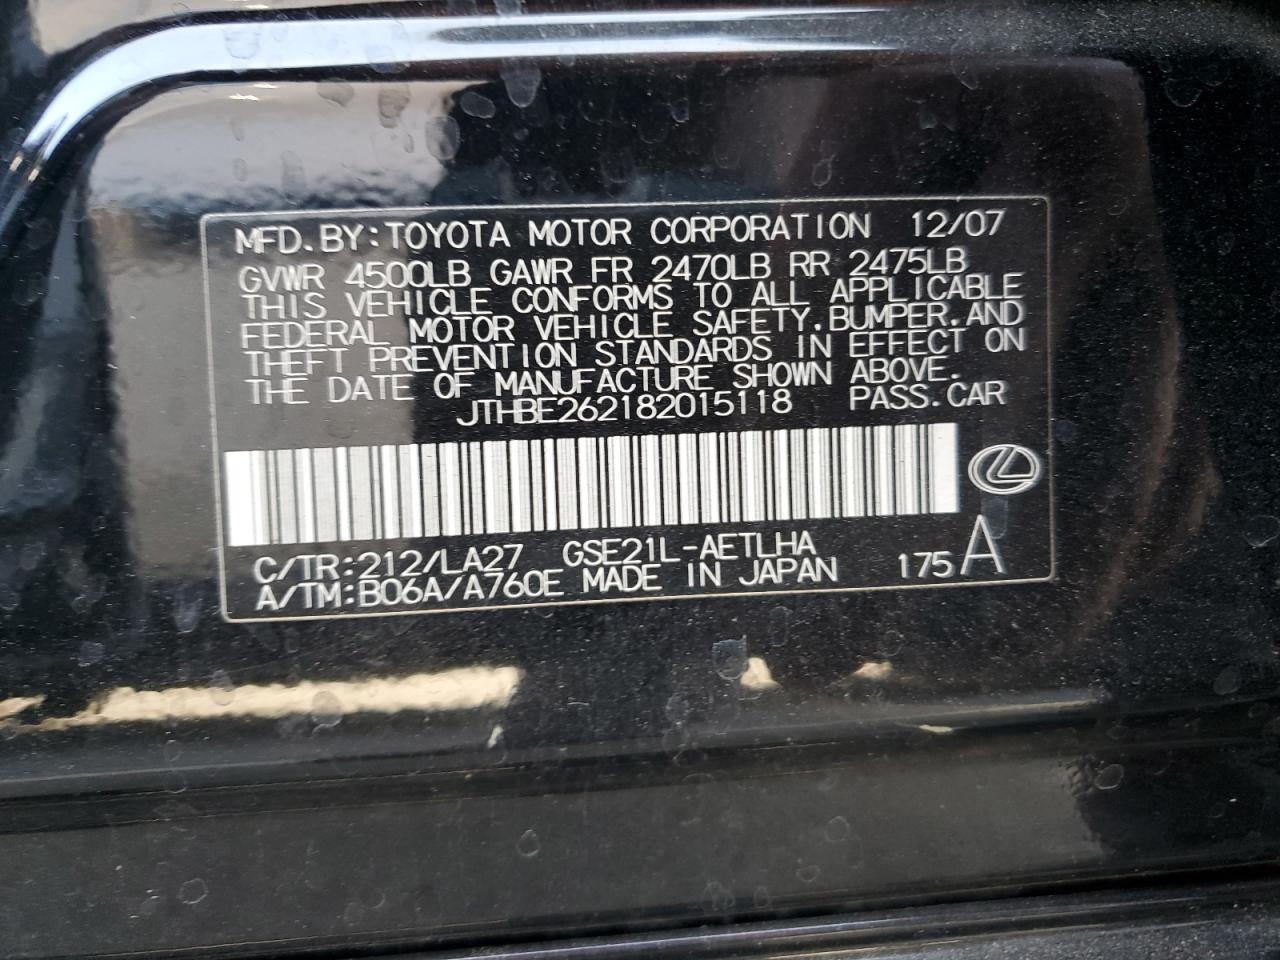 MFD. BY: TOYOTA MOTOR CORPORATION 12/07
GVWR 4500LB GAWR FR 2470LB RR 2475LB
THIS VEHICLE CONFORMS TO ALL APPLICABLE
FEDERAL MOTOR VEHICLE SAFETY, BUMPER, AND
THEFT PREVENTION STANDARDS IN EFFECT ON
THE DATE OF MANUFACTURE SHOWN ABOVE.
JTHBE262182015118 PASS. CAR
C/TR: 212/LA27 GSE21L-AETLHA
A/TM: B06A/A760E MADE IN JAPAN 175 A